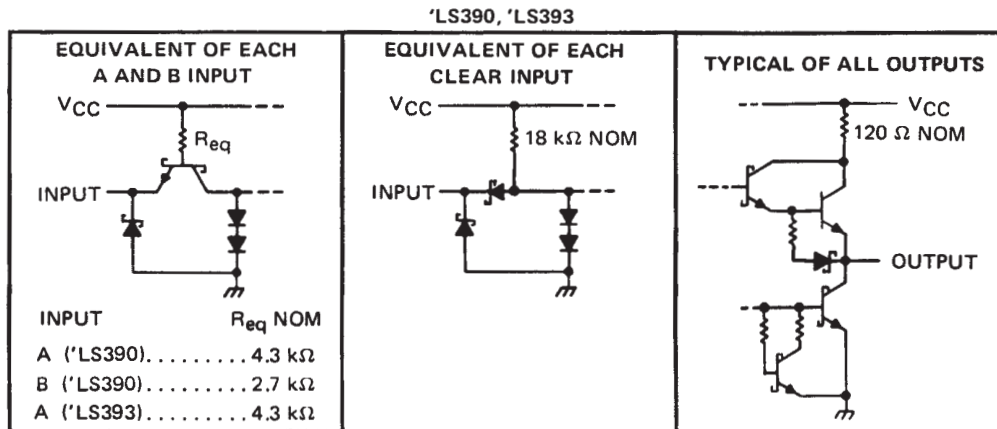 'LS390, 'LS393
EQUIVALENT OF EACH
A AND B INPUT
VCC
Req
INPUT
INPUT Req NOM
A ('LS390)......... 4.3 kΩ
B ('LS390)......... 2.7 kΩ
A ('LS393)......... 4.3 kΩ
EQUIVALENT OF EACH
CLEAR INPUT
VCC
18 kΩ NOM
INPUT
TYPICAL OF ALL OUTPUTS
VCC
120 Ω NOM
OUTPUT